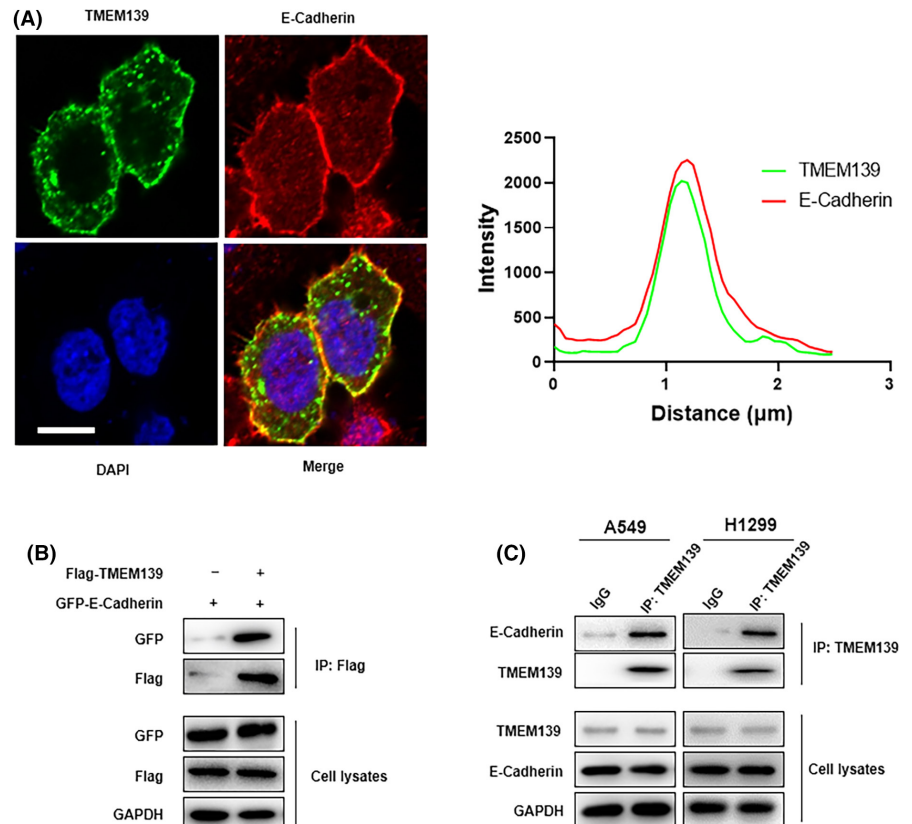 (A)
TMEM139
E-Cadherin
DAPI
Merge
2500
2000
1500
1000
500
0
Intensity
0 1 2 3
Distance (µm)
TMEM139
E-Cadherin
(B)
Flag-TMEM139 − +
GFP-E-Cadherin + +
GFP
Flag
IP: Flag
GFP
Flag
GAPDH
Cell lysates
(C)
A549 H1299
IgG IP: TMEM139 IgG IP: TMEM139
E-Cadherin
TMEM139
IP: TMEM139
TMEM139
E-Cadherin
GAPDH
Cell lysates